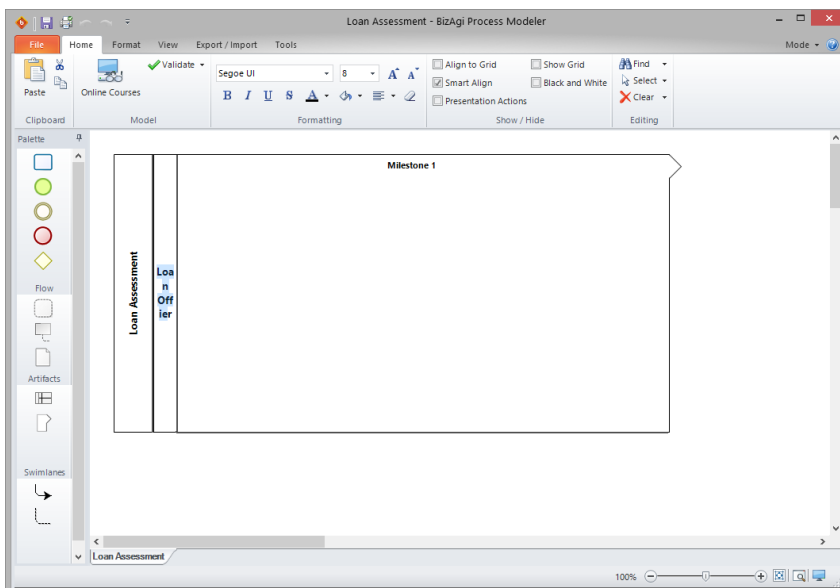 Loan Assessment - BizAgi Process Modeler
File Home Format View Export / Import Tools Mode
Paste
Online Courses
Validate
Segoe UI 8 A A
B I U S A
Align to Grid
Smart Align
Presentation Actions
Show Grid
Black and White
Find
Select
Clear
Clipboard Model Formatting Show / Hide Editing
Palette
Flow
Artifacts
Swimlanes
Milestone 1
Loan Assessment
Loa
n
Off
ier
Loan Assessment
100%